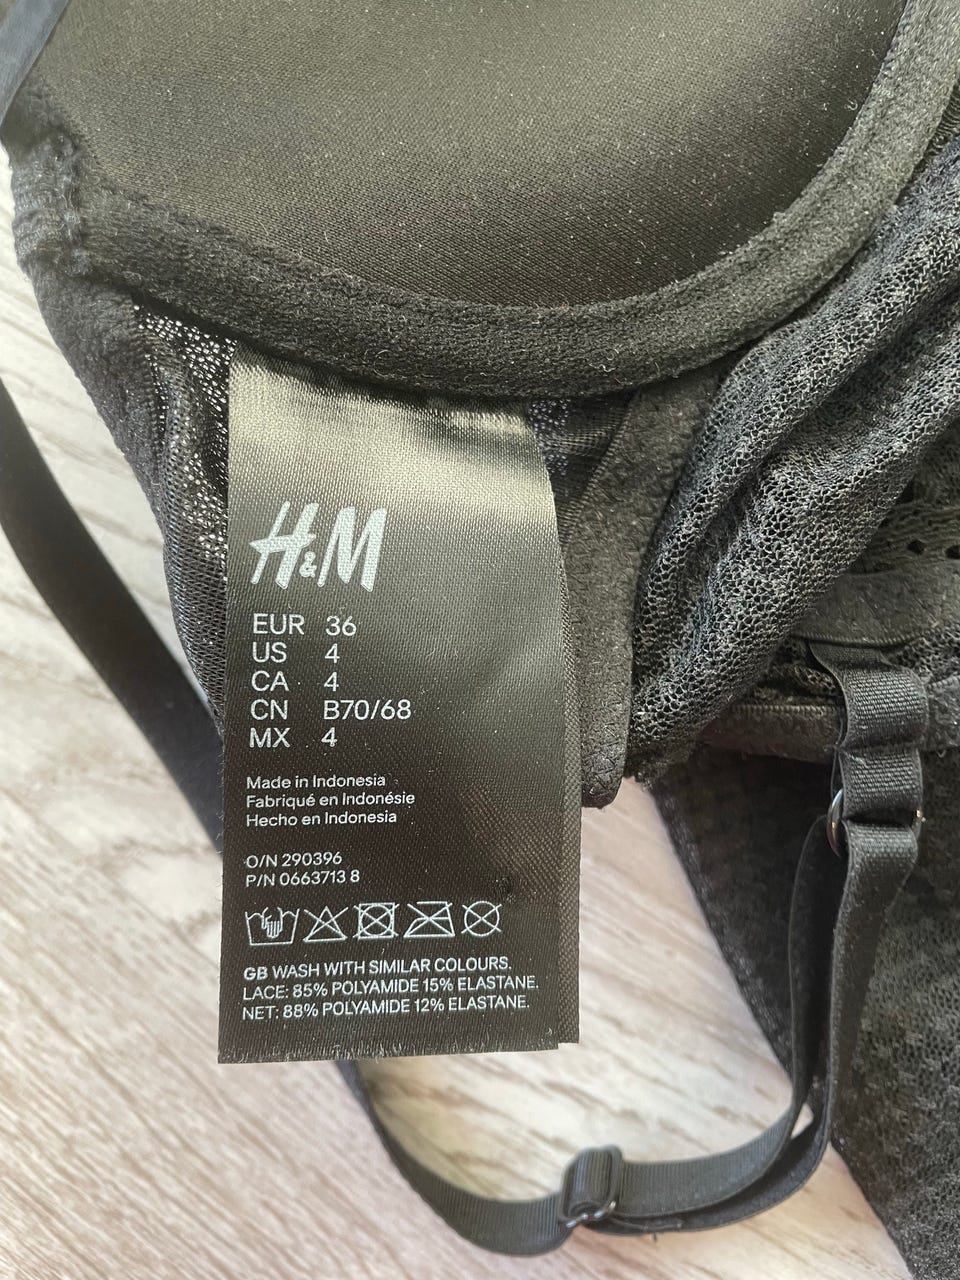 H&M
EUR 36
US 4
CA 4
CN B70/68
MX 4
Made in Indonesia
Fabriqué en Indonésie
Hecho en Indonesia
O/N 290396
P/N 0663713 8
GB WASH WITH SIMILAR COLOURS.
LACE: 85% POLYAMIDE 15% ELASTANE.
NET: 88% POLYAMIDE 12% ELASTANE.